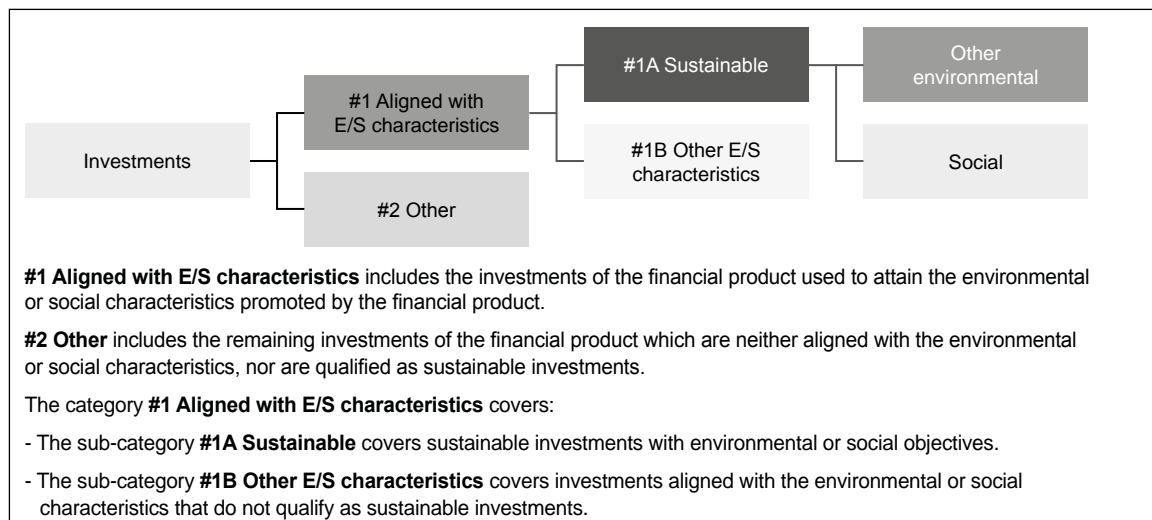 Investments
#1 Aligned with
E/S characteristics
#2 Other
#1A Sustainable
#1B Other E/S
characteristics
Other
environmental
Social
#1 Aligned with E/S characteristics includes the investments of the financial product used to attain the environmental
or social characteristics promoted by the financial product.
#2 Other includes the remaining investments of the financial product which are neither aligned with the environmental
or social characteristics, nor are qualified as sustainable investments.
The category #1 Aligned with E/S characteristics covers:
- The sub-category #1A Sustainable covers sustainable investments with environmental or social objectives.
- The sub-category #1B Other E/S characteristics covers investments aligned with the environmental or social
characteristics that do not qualify as sustainable investments.